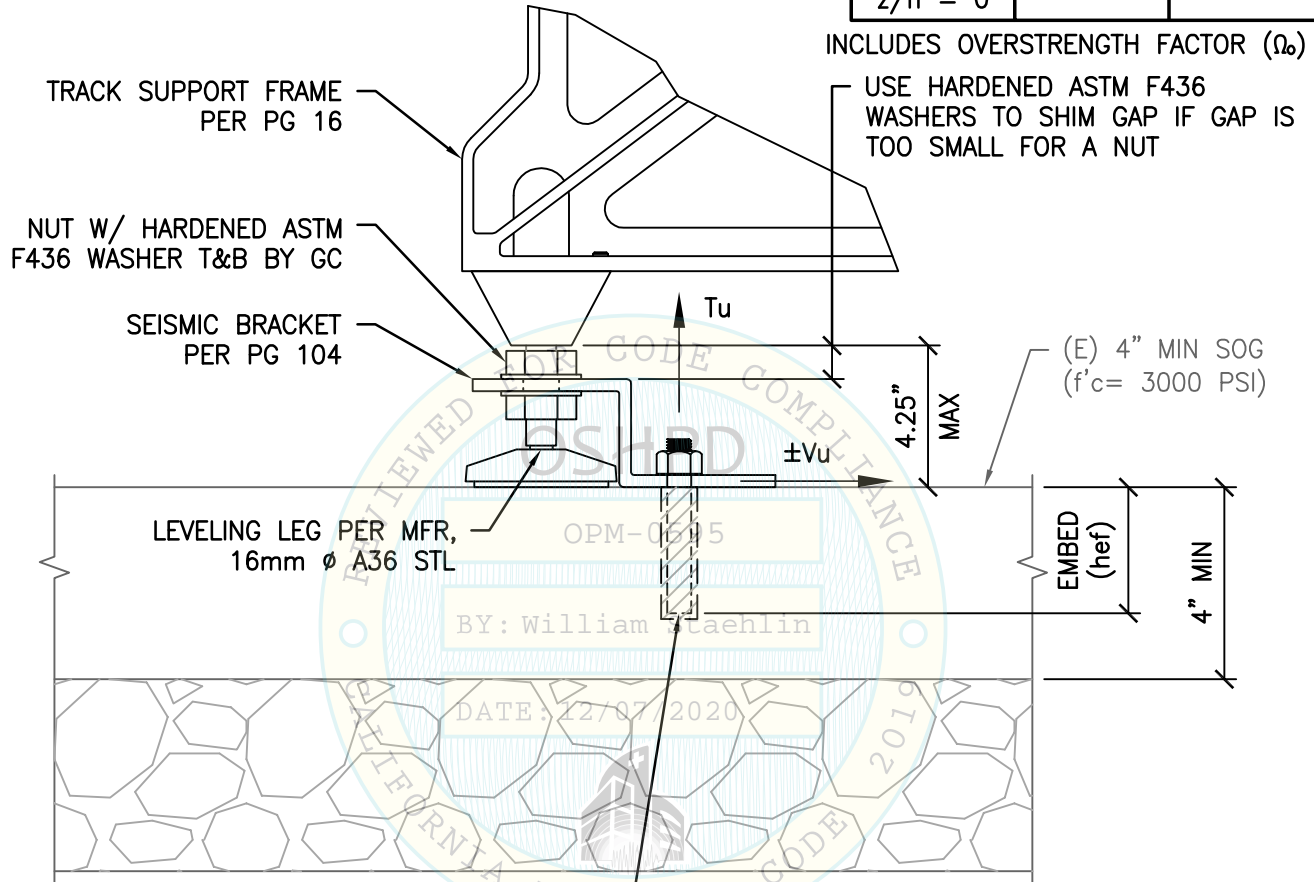 z/h = 0
INCLUDES OVERSTRENGTH FACTOR (Ωo)
TRACK SUPPORT FRAME
PER PG 16
USE HARDENED ASTM F436
WASHERS TO SHIM GAP IF GAP IS
TOO SMALL FOR A NUT
NUT W/ HARDENED ASTM
F436 WASHER T&B BY GC
SEISMIC BRACKET
PER PG 104
Tu
(E) 4" MIN SOG
(f'c= 3000 PSI)
4.25"
MAX
±Vu
LEVELING LEG PER MFR,
16mm ø A36 STL
EMBED
(hef)
4" MIN
REVIEWED FOR CODE COMPLIANCE
OSHPD
OPM-0595
BY: William Staehlin
DATE: 12/07/2020
CALIFORNIA
CODE 2019